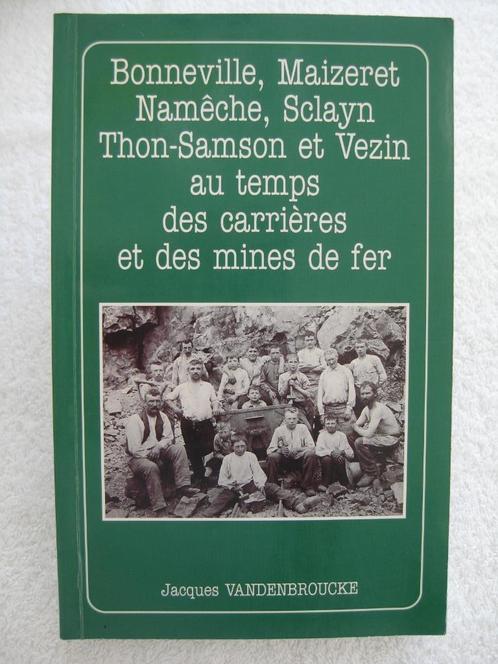 Bonneville, Maizeret
Namêche, Sclayn
Thon-Samson et Vezin
au temps
des carrières
et des mines de fer
Jacques VANDENBROUCKE